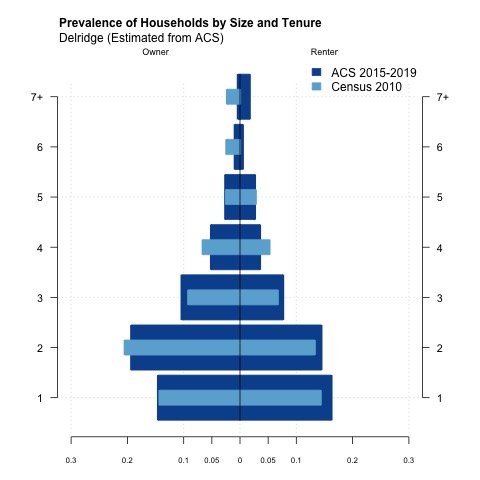 Prevalence of Households by Size and Tenure
Delridge (Estimated from ACS)
Owner Renter
ACS 2015-2019
Census 2010
7+ 7+
6 6
5 5
4 4
3 3
2 2
1 1
0.3 0.2 0.1 0.05 0 0.05 0.1 0.2 0.3